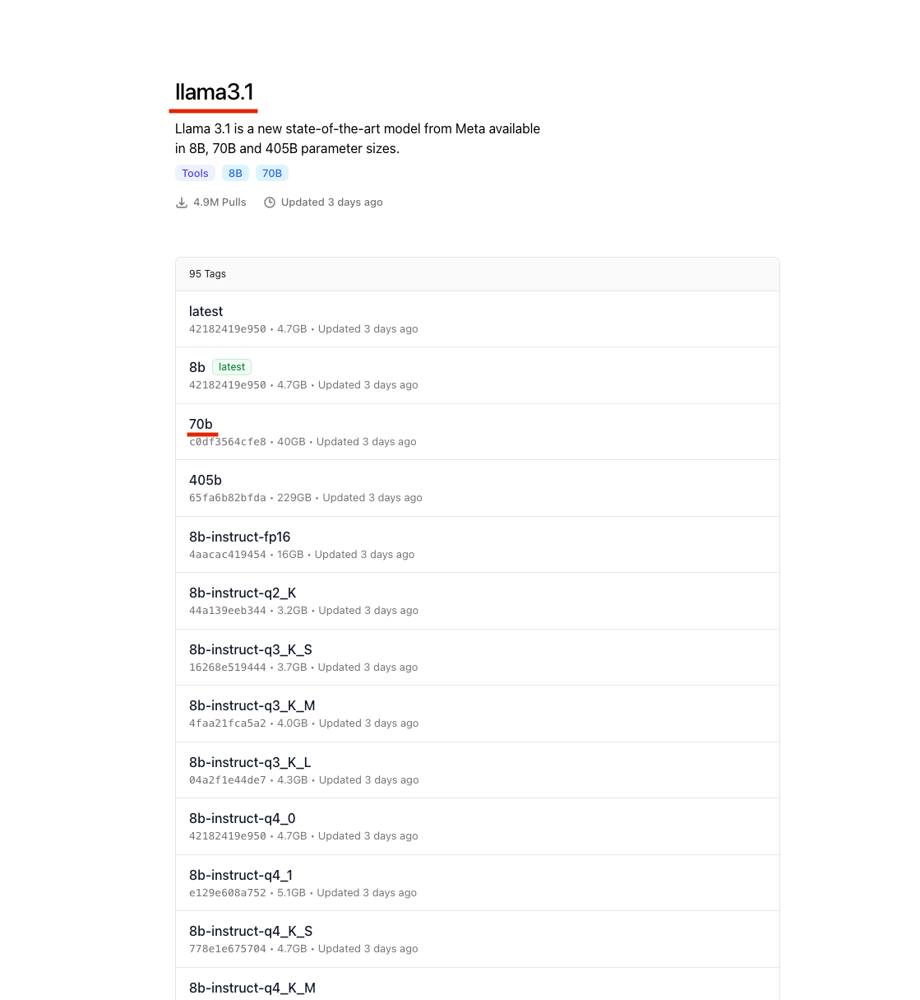 llama3.1
Llama 3.1 is a new state-of-the-art model from Meta available
in 8B, 70B and 405B parameter sizes.
Tools 8B 70B
4.9M Pulls Updated 3 days ago
95 Tags
latest
42182419e950 • 4.7GB • Updated 3 days ago
8b latest
42182419e950 • 4.7GB • Updated 3 days ago
70b
c0df3564cfe8 • 40GB • Updated 3 days ago
405b
65fa6b82bfda • 229GB • Updated 3 days ago
8b-instruct-fp16
4aacac419454 • 16GB • Updated 3 days ago
8b-instruct-q2_K
44a139eeb344 • 3.2GB • Updated 3 days ago
8b-instruct-q3_K_S
16268e519444 • 3.7GB • Updated 3 days ago
8b-instruct-q3_K_M
4faa21fca5a2 • 4.0GB • Updated 3 days ago
8b-instruct-q3_K_L
04a2f1e44de7 • 4.3GB • Updated 3 days ago
8b-instruct-q4_0
42182419e950 • 4.7GB • Updated 3 days ago
8b-instruct-q4_1
e129e608a752 • 5.1GB • Updated 3 days ago
8b-instruct-q4_K_S
778e1e675704 • 4.7GB • Updated 3 days ago
8b-instruct-q4_K_M